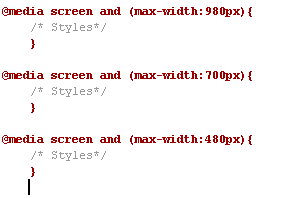 @media screen and (max-width:980px){
/* Styles*/
}
@media screen and (max-width:700px){
/* Styles*/
}
@media screen and (max-width:480px){
/* Styles*/
}